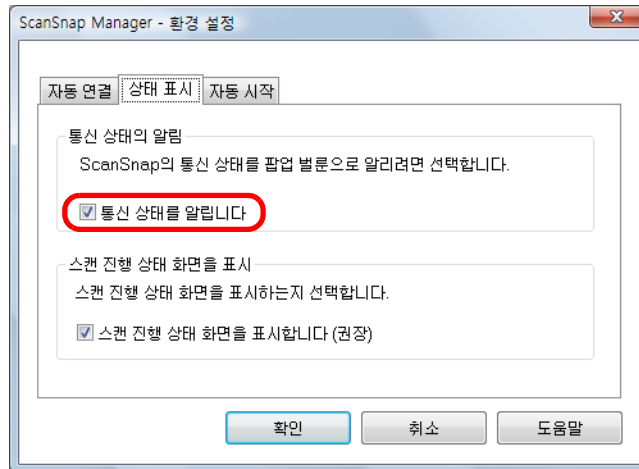 ScanSnap Manager - 환경 설정
자동 연결 상태 표시 자동 시작
통신 상태의 알림
ScanSnap의 통신 상태를 팝업 벌룬으로 알리려면 선택합니다.
통신 상태를 알립니다
스캔 진행 상태 화면을 표시
스캔 진행 상태 화면을 표시하는지 선택합니다.
스캔 진행 상태 화면을 표시합니다 (권장)
확인 취소 도움말